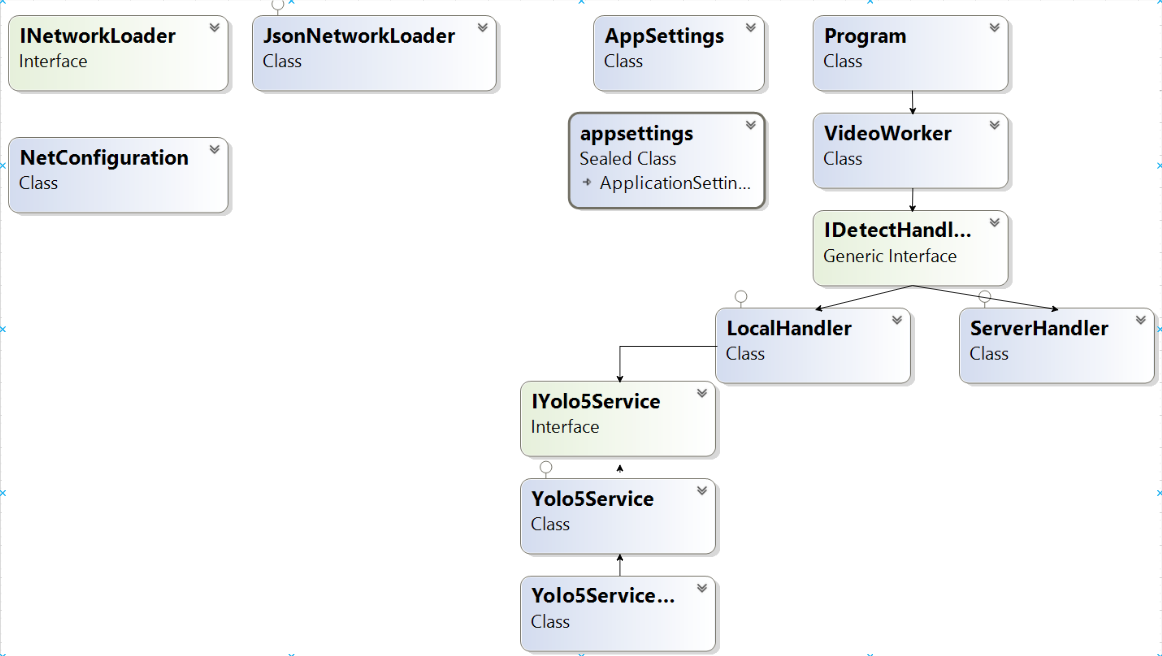 INetworkLoader
Interface
JsonNetworkLoader
Class
AppSettings
Class
Program
Class
NetConfiguration
Class
appsettings
Sealed Class
ApplicationSettin...
VideoWorker
Class
IDetectHandl...
Generic Interface
LocalHandler
Class
ServerHandler
Class
IYolo5Service
Interface
Yolo5Service
Class
Yolo5Service...
Class